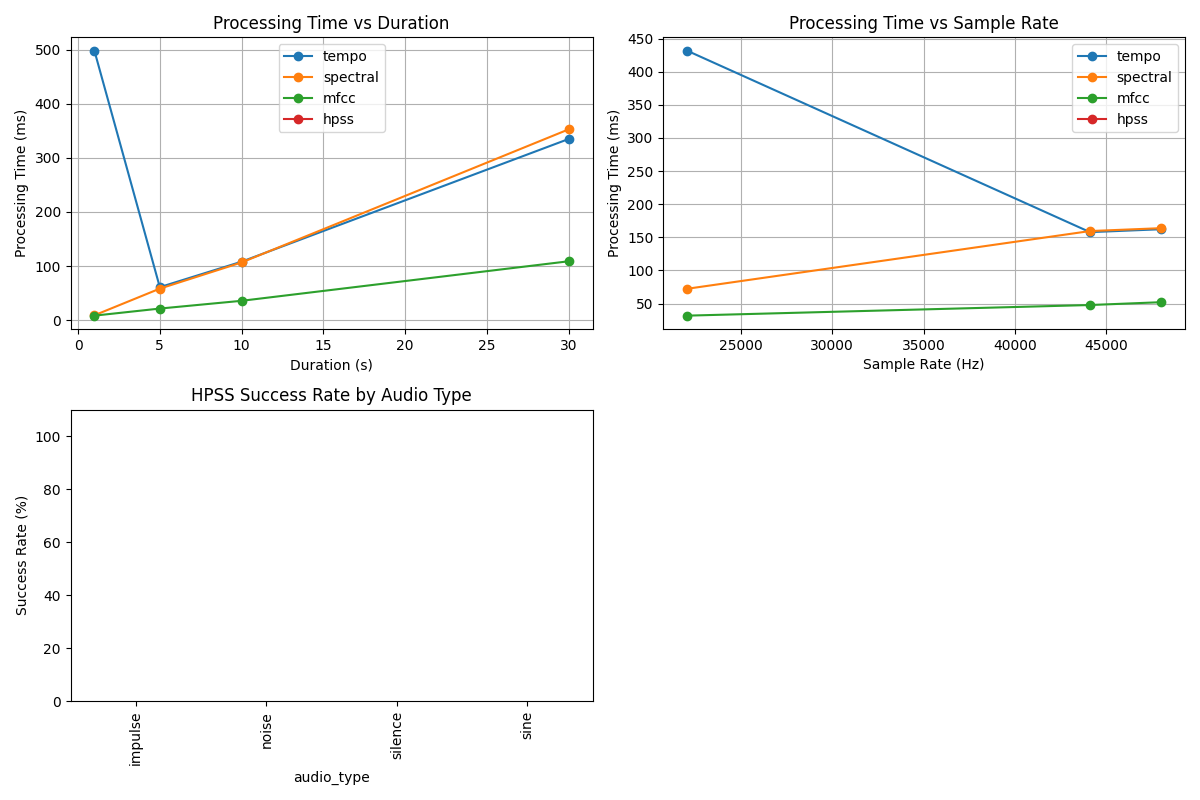 Processing Time vs Duration
Processing Time (ms)
500
400
300
200
100
0
tempo
spectral
mfcc
hpss
0
5
10
15
20
25
30
Duration (s)
Processing Time vs Sample Rate
Processing Time (ms)
450
400
350
300
250
200
150
100
50
tempo
spectral
mfcc
hpss
25000
30000
35000
40000
45000
Sample Rate (Hz)
HPSS Success Rate by Audio Type
Success Rate (%)
100
80
60
40
20
0
impulse
noise
silence
sine
audio_type